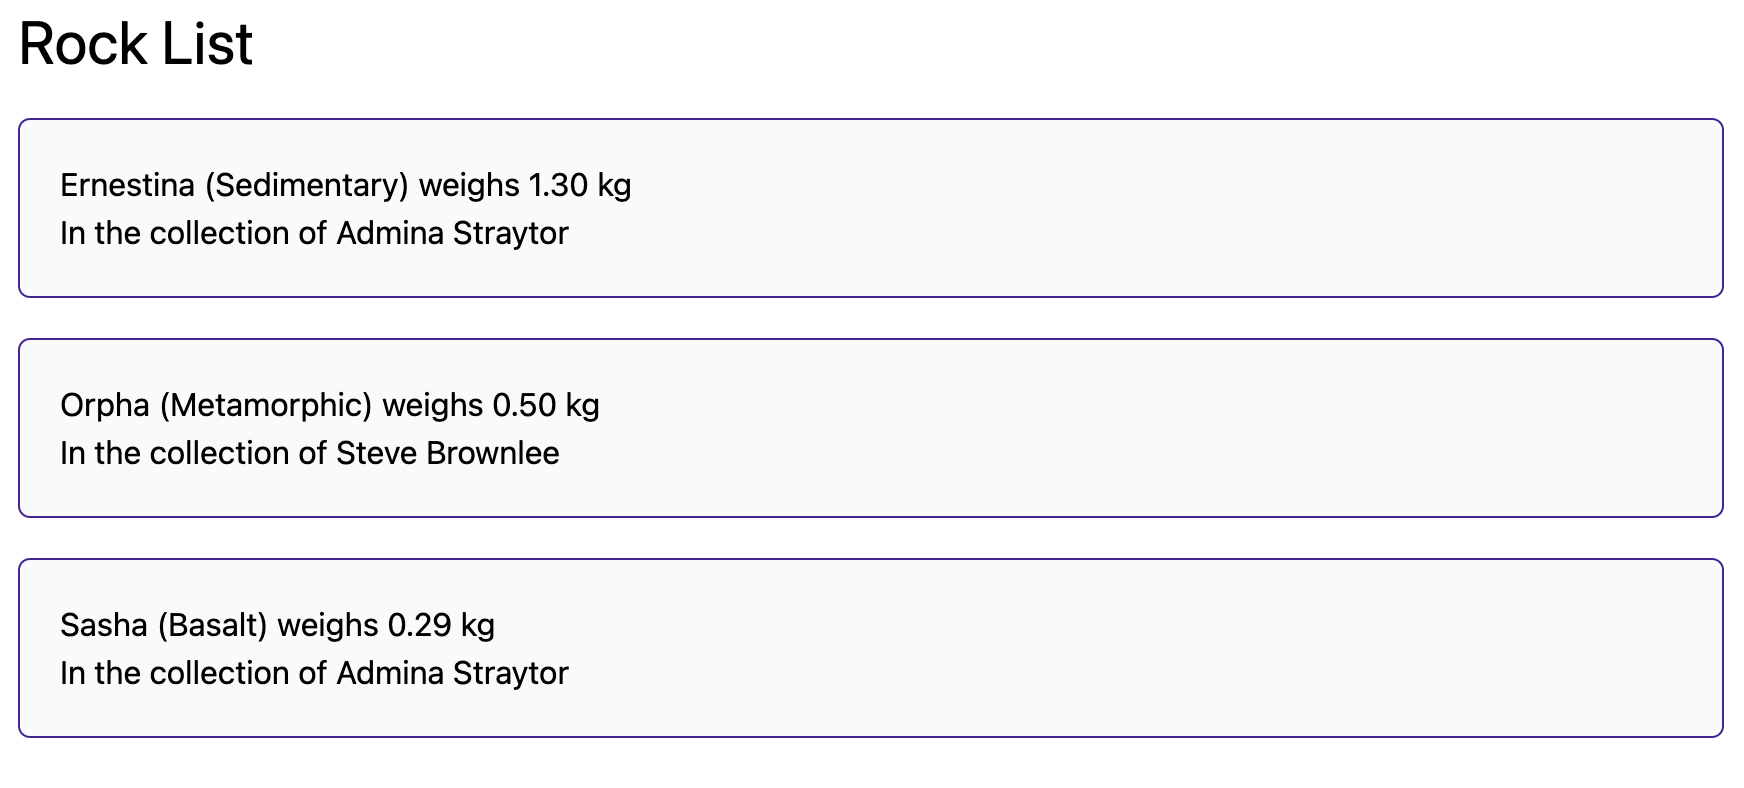 Rock List
Ernestina (Sedimentary) weighs 1.30 kg
In the collection of Admina Straytor
Orpha (Metamorphic) weighs 0.50 kg
In the collection of Steve Brownlee
Sasha (Basalt) weighs 0.29 kg
In the collection of Admina Straytor